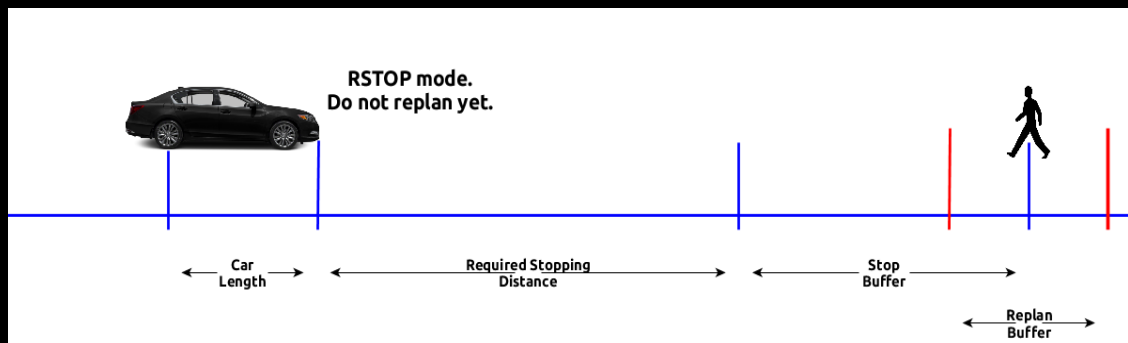 RSTOP mode.
Do not replan yet.
Car
Length
Required Stopping
Distance
Stop
Buffer
Replan
Buffer